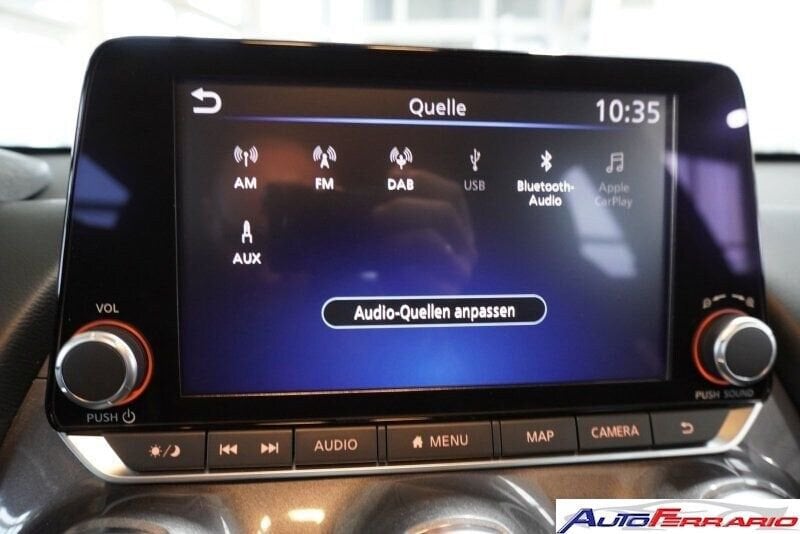 Quelle 10:35
AM FM DAB USB Bluetooth-Audio Apple CarPlay
AUX
Audio-Quellen anpassen
VOL
PUSH
PUSH SOUND
AUDIO MENU MAP CAMERA
AUTOFERRARIO